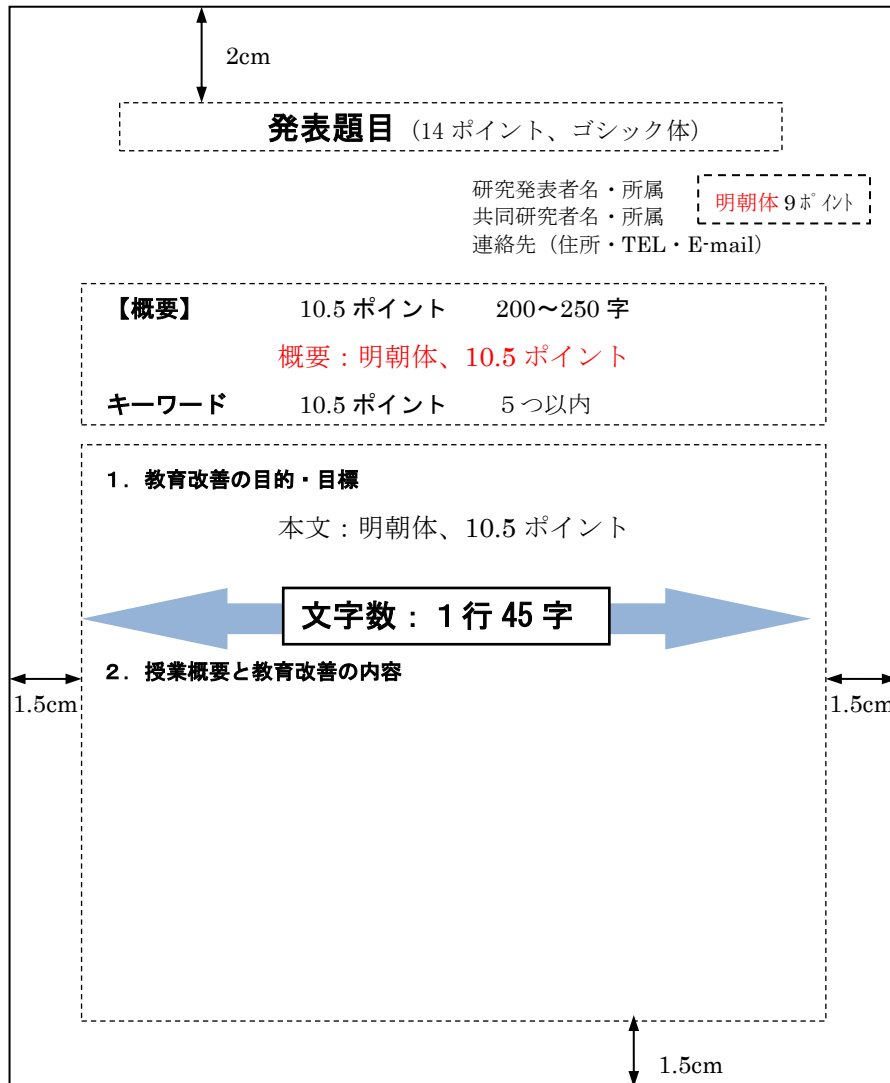 2cm
発表題目（14 ポイント、ゴシック体）
研究発表者名・所属
共同研究者名・所属
連絡先（住所・TEL・E-mail）
明朝体 9ﾎﾟｲﾝﾄ
【概要】 10.5 ポイント 200～250 字
概要：明朝体、10.5 ポイント
キーワード 10.5 ポイント ５つ以内
１．教育改善の目的・目標
本文：明朝体、10.5 ポイント
文字数：１行 45 字
２．授業概要と教育改善の内容
1.5cm
1.5cm
1.5cm